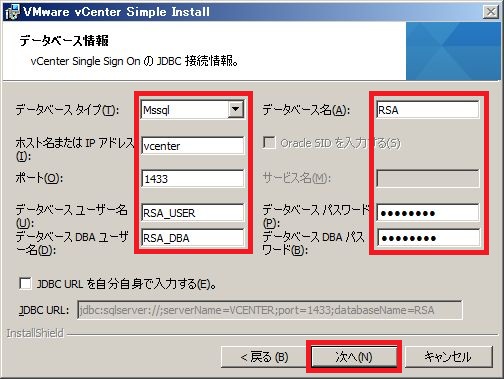 VMware vCenter Simple Install
データベース情報
vCenter Single Sign On の JDBC 接続情報。
データベース タイプ(T): Mssql データベース名(A): RSA
ホスト名または IP アドレス(I): vcenter Oracle SID を入力する(S)
ポート(O): 1433 サービス名(M):
データベース ユーザー名(U): RSA_USER データベース パスワード(P): ●●●●●●●●
データベース DBA ユーザー名(D): RSA_DBA データベース DBA パスワード(B): ●●●●●●●●
JDBC URL を自分自身で入力する(E)。
JDBC URL: jdbc:sqlserver://;serverName=VCENTER;port=1433;databaseName=RSA
InstallShield
< 戻る(B) 次へ(N) キャンセル